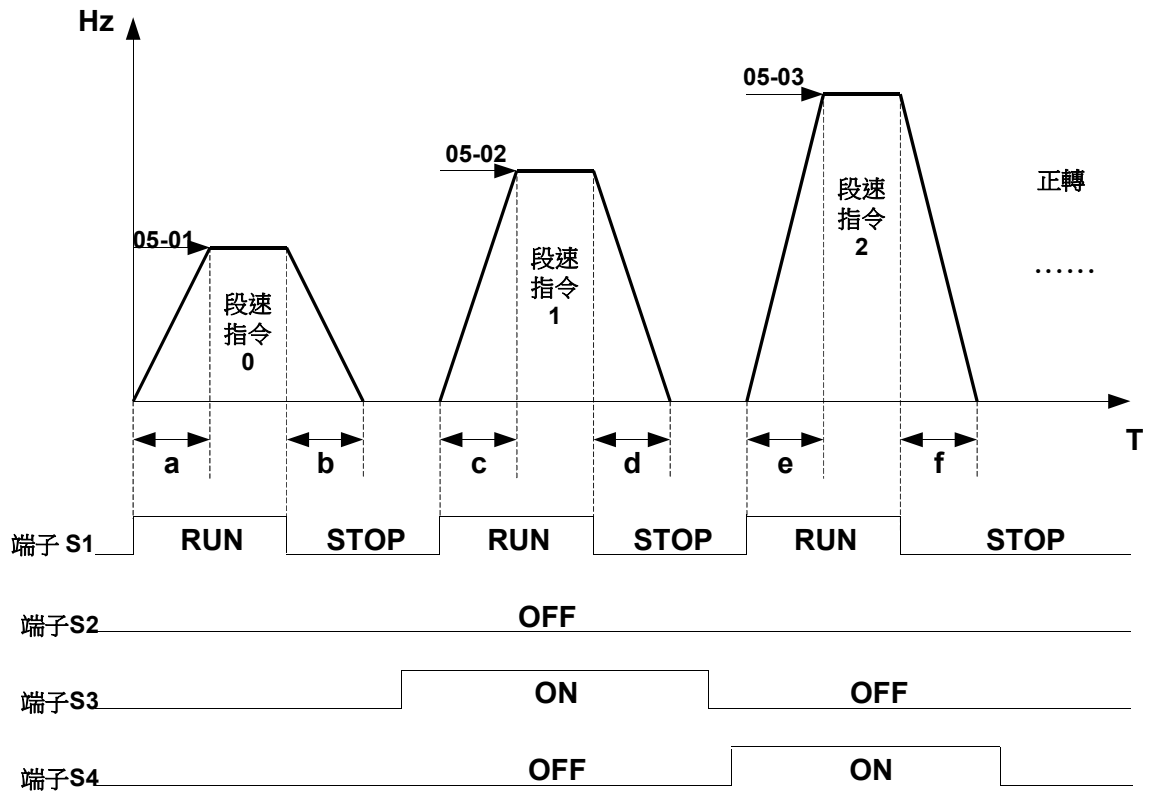 Hz
05-03
05-02
正轉
段速
指令
2
05-01
段速
指令
1
......
段速
指令
0
T
a
b
c
d
e
f
端子 S1
RUN
STOP
RUN
STOP
RUN
STOP
端子S2
OFF
端子S3
ON
OFF
端子S4
OFF
ON